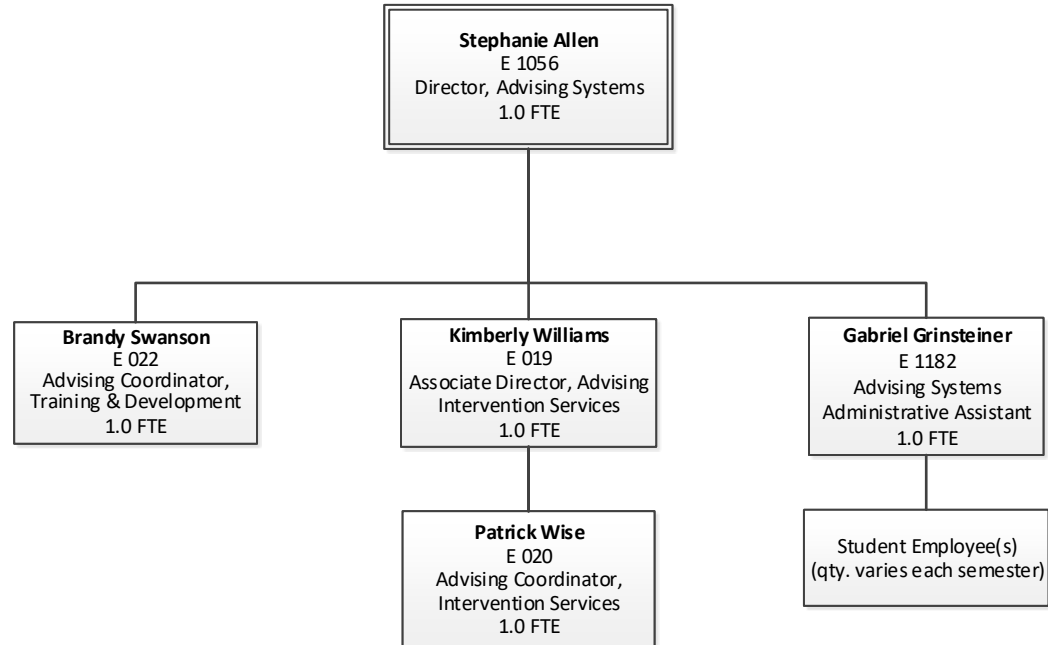 Stephanie Allen
E 1056
Director, Advising Systems
1.0 FTE
Brandy Swanson
E 022
Advising Coordinator,
Training & Development
1.0 FTE
Kimberly Williams
E 019
Associate Director, Advising
Intervention Services
1.0 FTE
Gabriel Grinsteiner
E 1182
Advising Systems
Administrative Assistant
1.0 FTE
Patrick Wise
E 020
Advising Coordinator,
Intervention Services
1.0 FTE
Student Employee(s)
(qty. varies each semester)